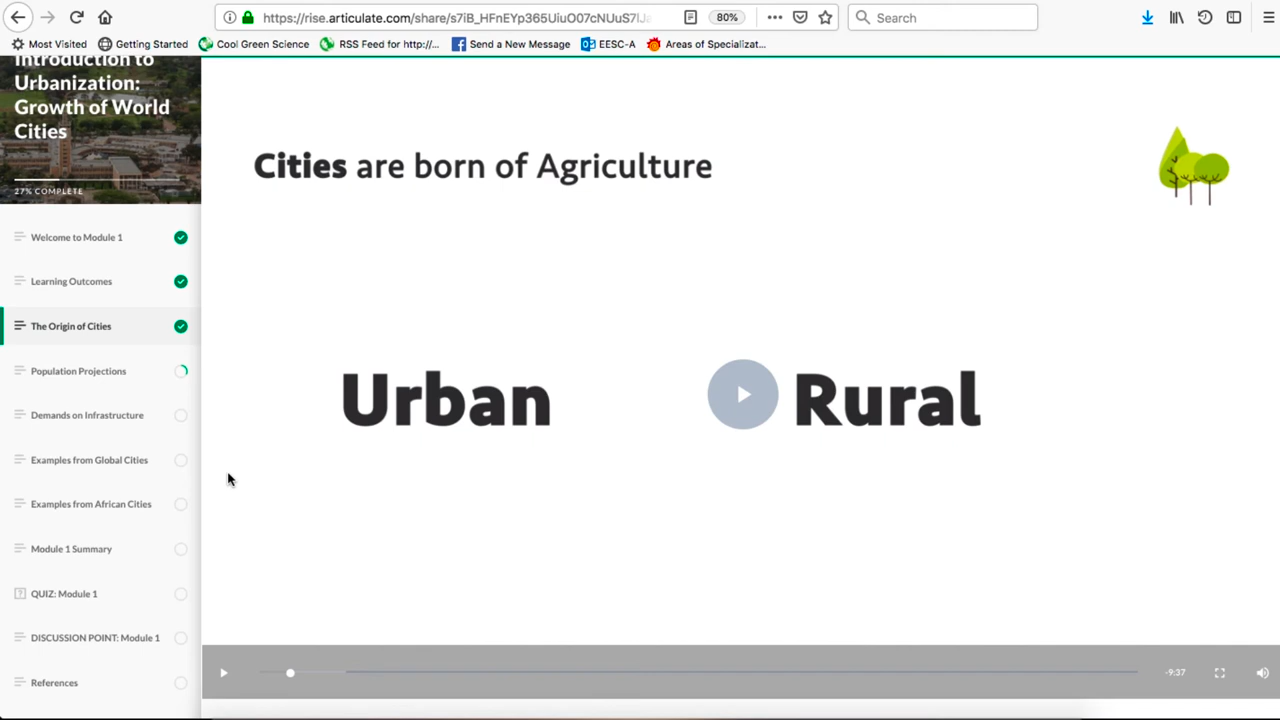 https://rise.articulate.com/share/s7iB_HFnEYp365UiuO07cNUuS7IJ
80%
Search
Most Visited
Getting Started
Cool Green Science
RSS Feed for http://...
Send a New Message
EESC-A
Areas of Specializat...
Introduction to
Urbanization:
Growth of World
Cities
27% COMPLETE
Welcome to Module 1
Learning Outcomes
The Origin of Cities
Population Projections
Demands on Infrastructure
Examples from Global Cities
Examples from African Cities
Module 1 Summary
QUIZ: Module 1
DISCUSSION POINT: Module 1
References
Cities are born of Agriculture
Urban
Rural
-9:37